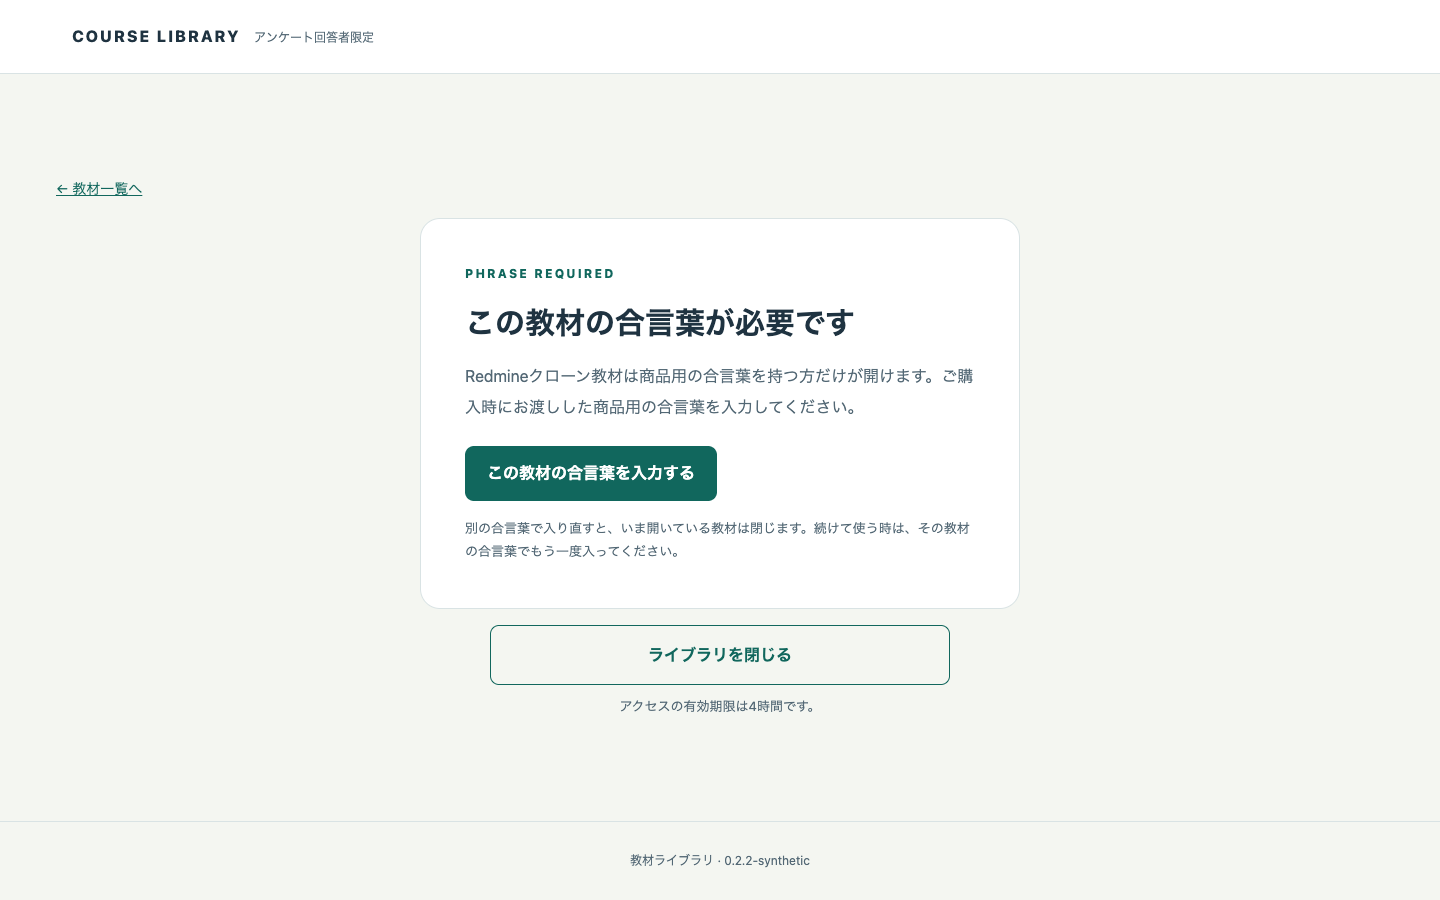 COURSE LIBRARY アンケート回答者限定
← 教材一覧へ
PHRASE REQUIRED
この教材の合言葉が必要です
Redmineクローン教材は商品用の合言葉を持つ方だけが開けます。ご購
入時にお渡しした商品用の合言葉を入力してください。
この教材の合言葉を入力する
別の合言葉で入り直すと、いま開いている教材は閉じます。続けて使う時は、その教材
の合言葉でもう一度入ってください。
ライブラリを閉じる
アクセスの有効期限は4時間です。
教材ライブラリ · 0.2.2-synthetic